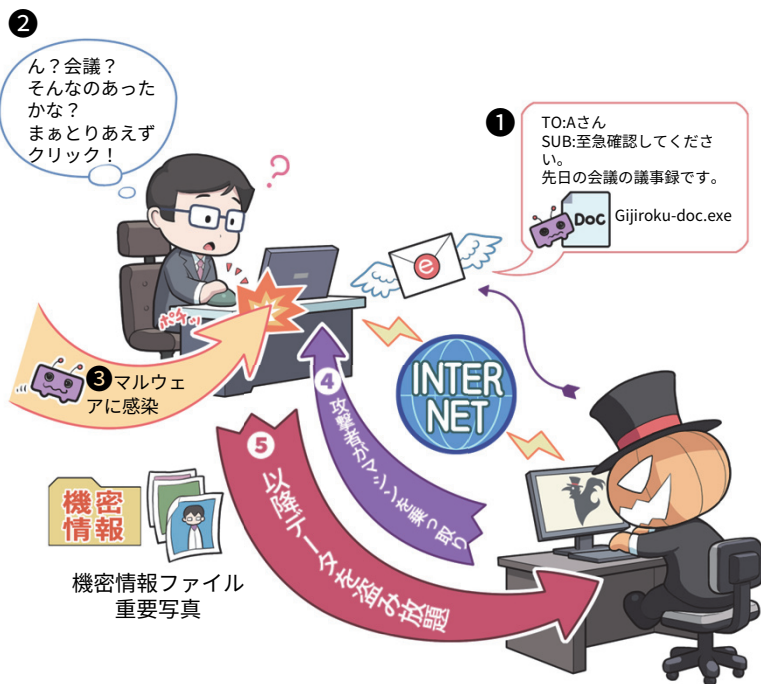 ❶
TO:Aさん
SUB:至急確認してくださ
い。
先日の会議の議事録です。
DOC
Gijiroku-doc.exe
e
❷
ん？会議？
そんなのあった
かな？
まぁとりあえず
クリック！
?
ポチッ
❸マルウェ
アに感染
INTER
NET
4 攻撃者がマシンを乗っ取り
5 以降データを盗み放題
機密
情報
機密情報ファイル
重要写真